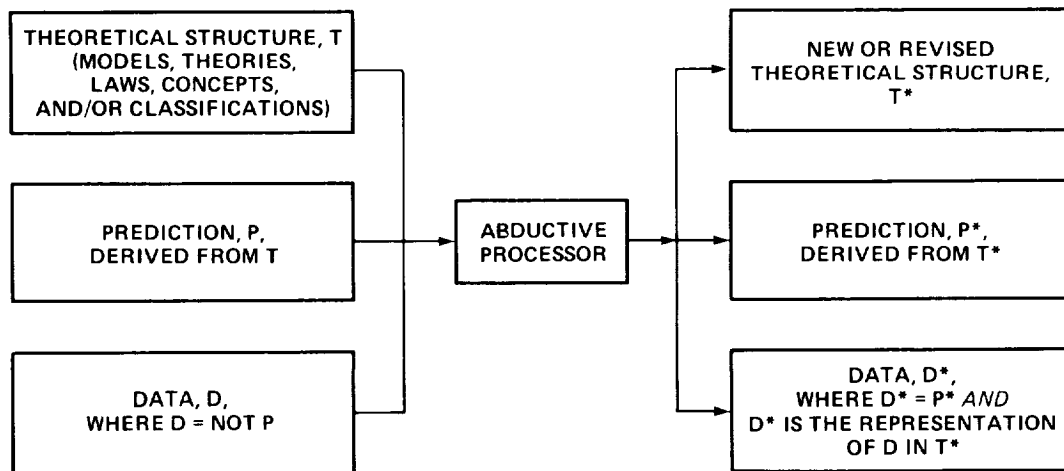 THEORETICAL STRUCTURE, T
(MODELS, THEORIES,
LAWS, CONCEPTS,
AND/OR CLASSIFICATIONS)
PREDICTION, P,
DERIVED FROM T
DATA, D,
WHERE D = NOT P
ABDUCTIVE
PROCESSOR
NEW OR REVISED
THEORETICAL STRUCTURE,
T*
PREDICTION, P*,
DERIVED FROM T*
DATA, D*,
WHERE D* = P* AND
D* IS THE REPRESENTATION
OF D IN T*